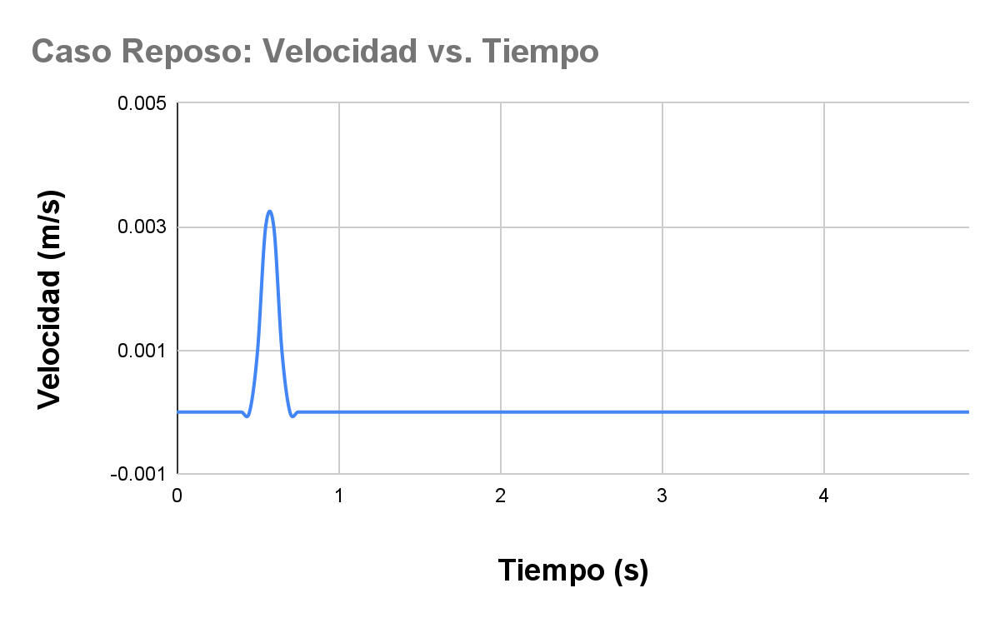 Caso Reposo: Velocidad vs. Tiempo
0.005
0.003
0.001
-0.001
Velocidad (m/s)
0 1 2 3 4
Tiempo (s)